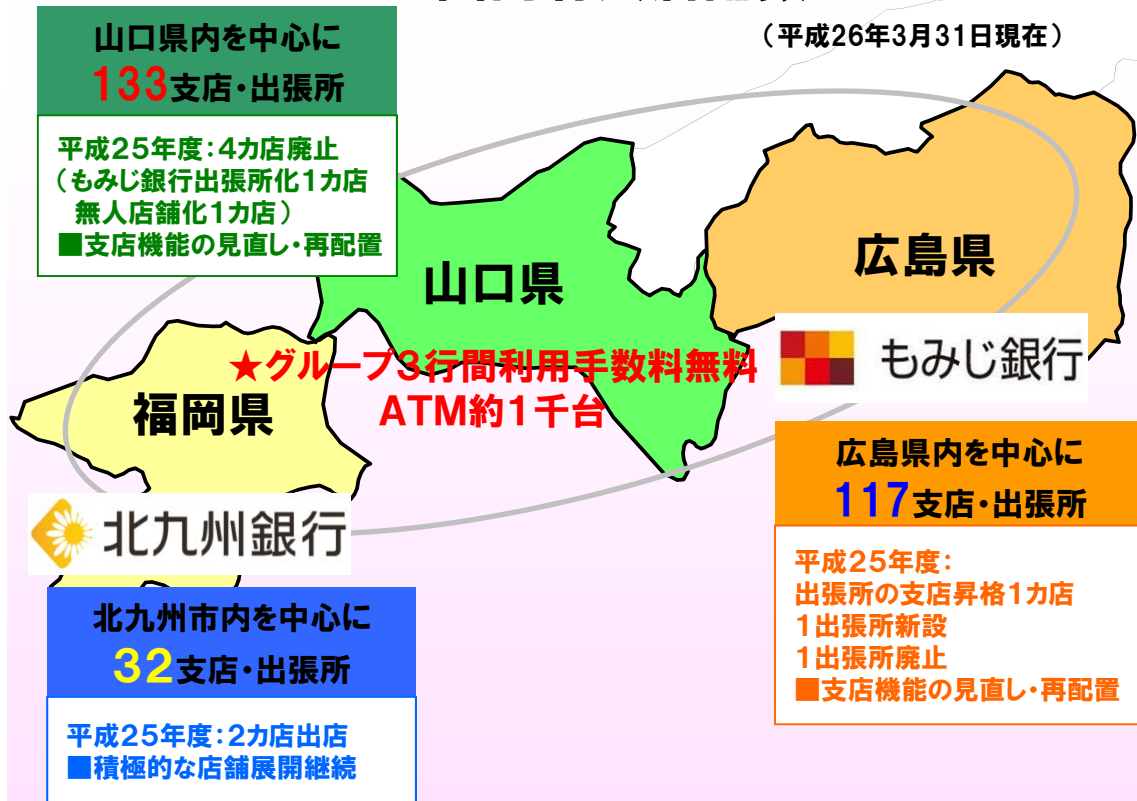 （平成26年3月31日現在）
山口県内を中心に
133支店・出張所
平成25年度：4カ店廃止
（もみじ銀行出張所化1カ店
無人店舗化1カ店）
■支店機能の見直し・再配置
山口県
広島県
福岡県
★グループ3行間利用手数料無料
ATM約1千台
もみじ銀行
北九州銀行
広島県内を中心に
117支店・出張所
平成25年度：
出張所の支店昇格1カ店
1出張所新設
1出張所廃止
■支店機能の見直し・再配置
北九州市内を中心に
32支店・出張所
平成25年度：2カ店出店
■積極的な店舗展開継続